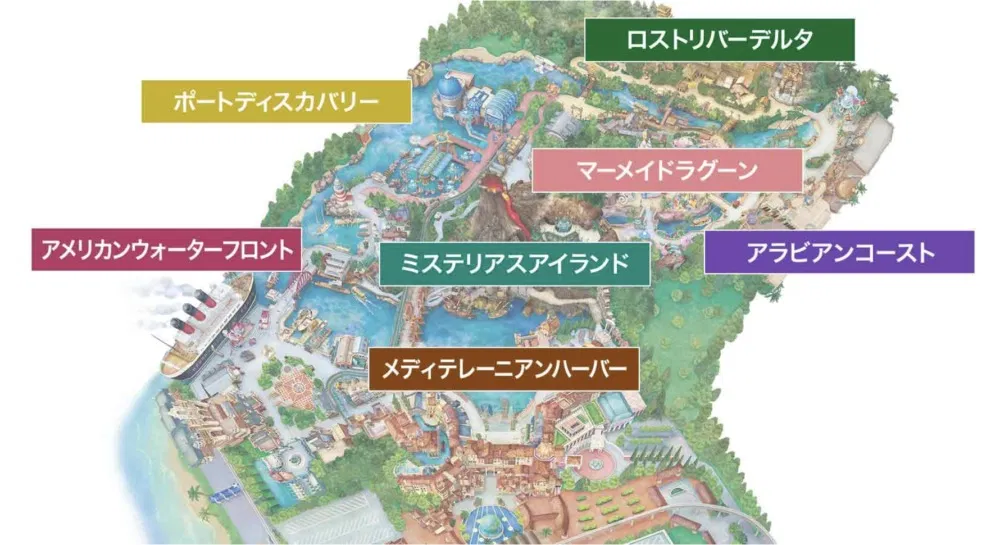 ロストリバーデルタ
ポートディスカバリー
マーメイドラグーン
アメリカンウォーターフロント
ミステリアスアイランド
アラビアンコースト
メディテレーニアンハーバー